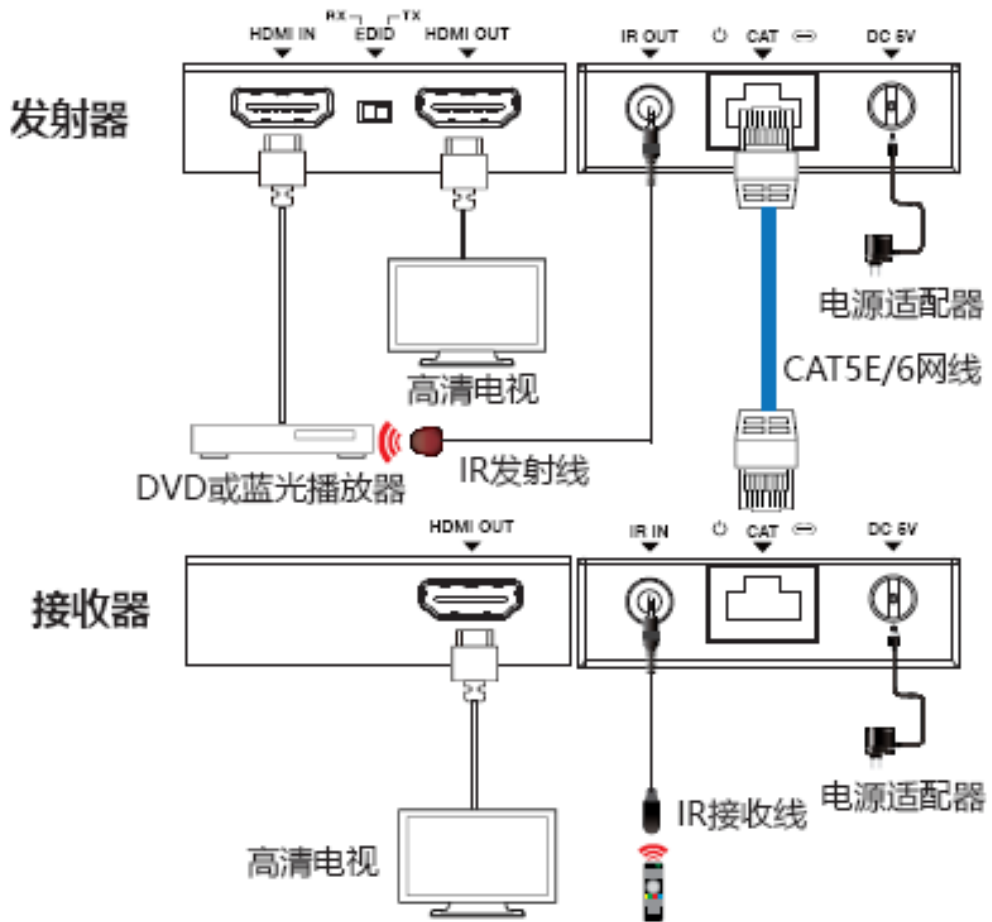 RX TX
HDMI IN EDID HDMI OUT IR OUT CAT DC 5V
发射器
电源适配器
CAT5E/6网线
高清电视
IR发射线
DVD或蓝光播放器
HDMI OUT IR IN CAT DC 5V
接收器
电源适配器
IR接收线
高清电视